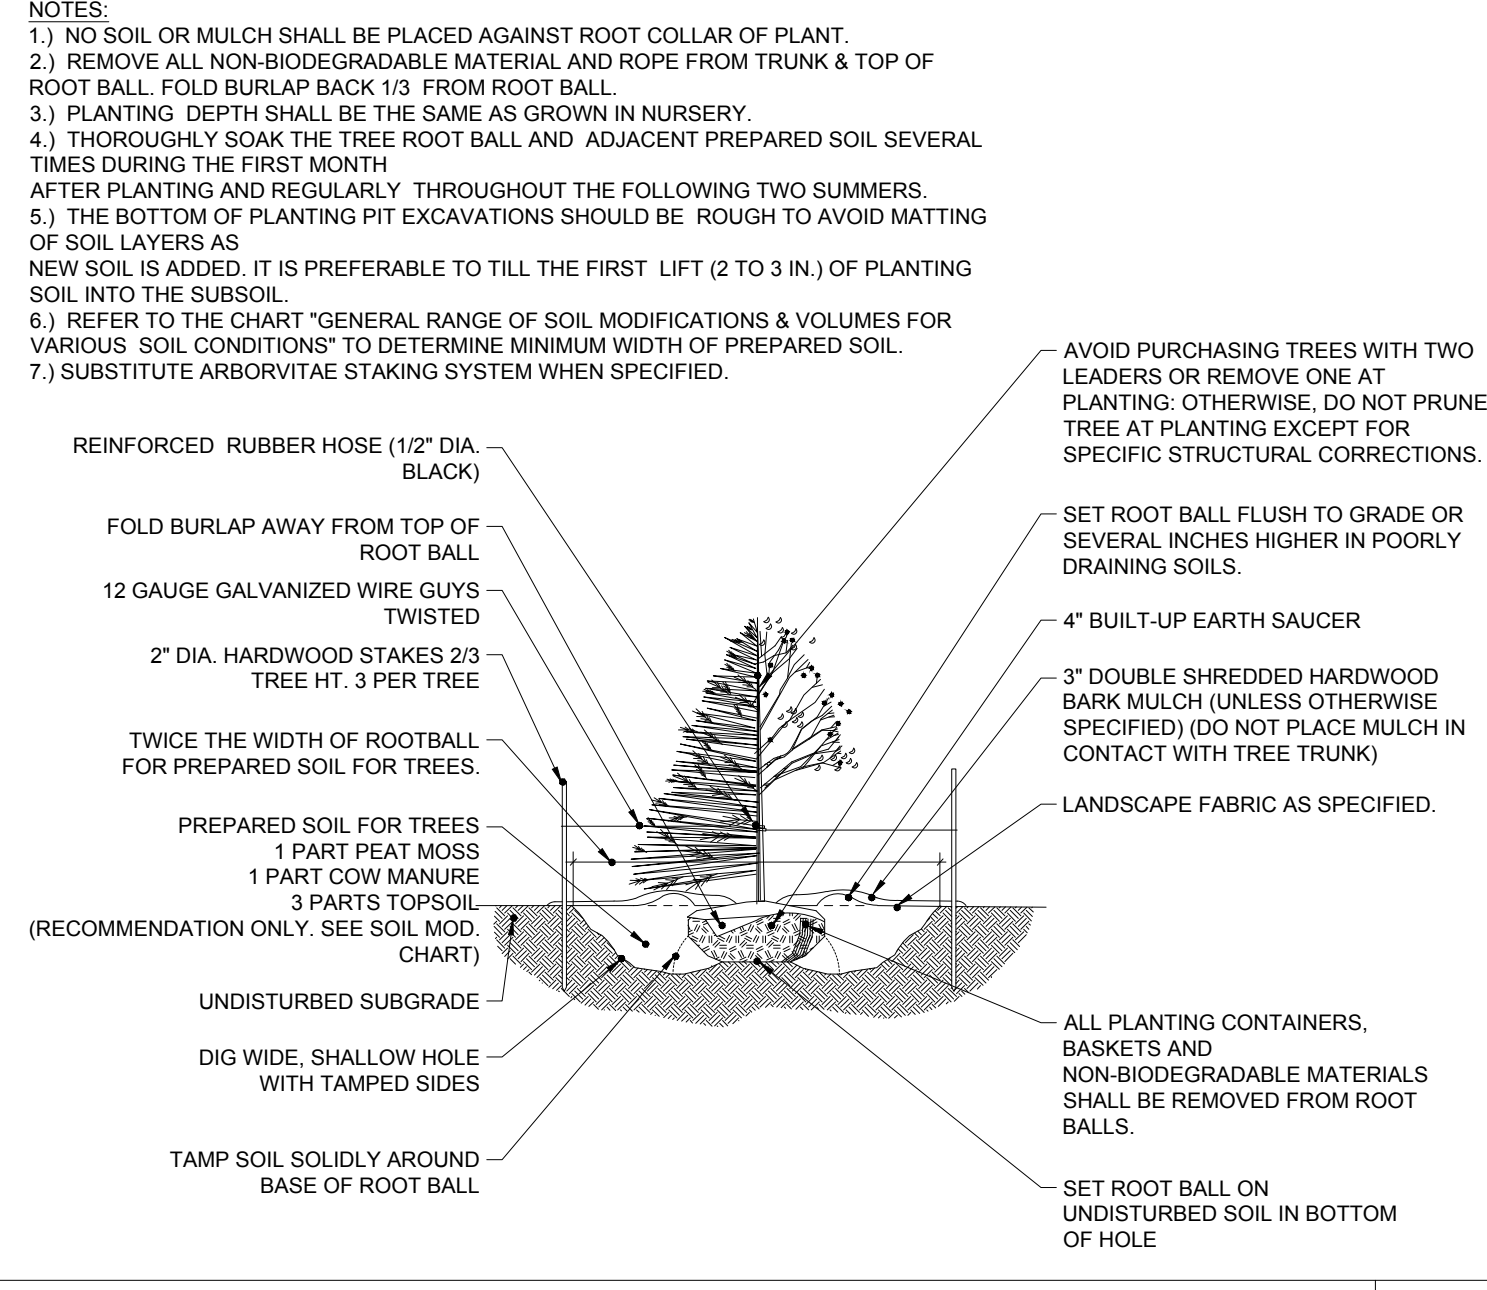 NOTES:
1.) NO SOIL OR MULCH SHALL BE PLACED AGAINST ROOT COLLAR OF PLANT.
2.) REMOVE ALL NON-BIODEGRADABLE MATERIAL AND ROPE FROM TRUNK & TOP OF
ROOT BALL. FOLD BURLAP BACK 1/3 FROM ROOT BALL.
3.) PLANTING DEPTH SHALL BE THE SAME AS GROWN IN NURSERY.
4.) THOROUGHLY SOAK THE TREE ROOT BALL AND ADJACENT PREPARED SOIL SEVERAL
TIMES DURING THE FIRST MONTH
AFTER PLANTING AND REGULARLY THROUGHOUT THE FOLLOWING TWO SUMMERS.
5.) THE BOTTOM OF PLANTING PIT EXCAVATIONS SHOULD BE ROUGH TO AVOID MATTING
OF SOIL LAYERS AS
NEW SOIL IS ADDED. IT IS PREFERABLE TO TILL THE FIRST LIFT (2 TO 3 IN.) OF PLANTING
SOIL INTO THE SUBSOIL.
6.) REFER TO THE CHART "GENERAL RANGE OF SOIL MODIFICATIONS & VOLUMES FOR
VARIOUS SOIL CONDITIONS" TO DETERMINE MINIMUM WIDTH OF PREPARED SOIL.
7.) SUBSTITUTE ARBORVITAE STAKING SYSTEM WHEN SPECIFIED.
REINFORCED RUBBER HOSE (1/2" DIA.
BLACK)
FOLD BURLAP AWAY FROM TOP OF
ROOT BALL
12 GAUGE GALVANIZED WIRE GUYS
TWISTED
2" DIA. HARDWOOD STAKES 2/3
TREE HT. 3 PER TREE
TWICE THE WIDTH OF ROOTBALL
FOR PREPARED SOIL FOR TREES.
PREPARED SOIL FOR TREES
1 PART PEAT MOSS
1 PART COW MANURE
3 PARTS TOPSOIL
(RECOMMENDATION ONLY. SEE SOIL MOD.
CHART)
UNDISTURBED SUBGRADE
DIG WIDE, SHALLOW HOLE
WITH TAMPED SIDES
TAMP SOIL SOLIDLY AROUND
BASE OF ROOT BALL
AVOID PURCHASING TREES WITH TWO
LEADERS OR REMOVE ONE AT
PLANTING: OTHERWISE, DO NOT PRUNE
TREE AT PLANTING EXCEPT FOR
SPECIFIC STRUCTURAL CORRECTIONS.
SET ROOT BALL FLUSH TO GRADE OR
SEVERAL INCHES HIGHER IN POORLY
DRAINING SOILS.
4" BUILT-UP EARTH SAUCER
3" DOUBLE SHREDDED HARDWOOD
BARK MULCH (UNLESS OTHERWISE
SPECIFIED) (DO NOT PLACE MULCH IN
CONTACT WITH TREE TRUNK)
LANDSCAPE FABRIC AS SPECIFIED.
ALL PLANTING CONTAINERS,
BASKETS AND
NON-BIODEGRADABLE MATERIALS
SHALL BE REMOVED FROM ROOT
BALLS.
SET ROOT BALL ON
UNDISTURBED SOIL IN BOTTOM
OF HOLE